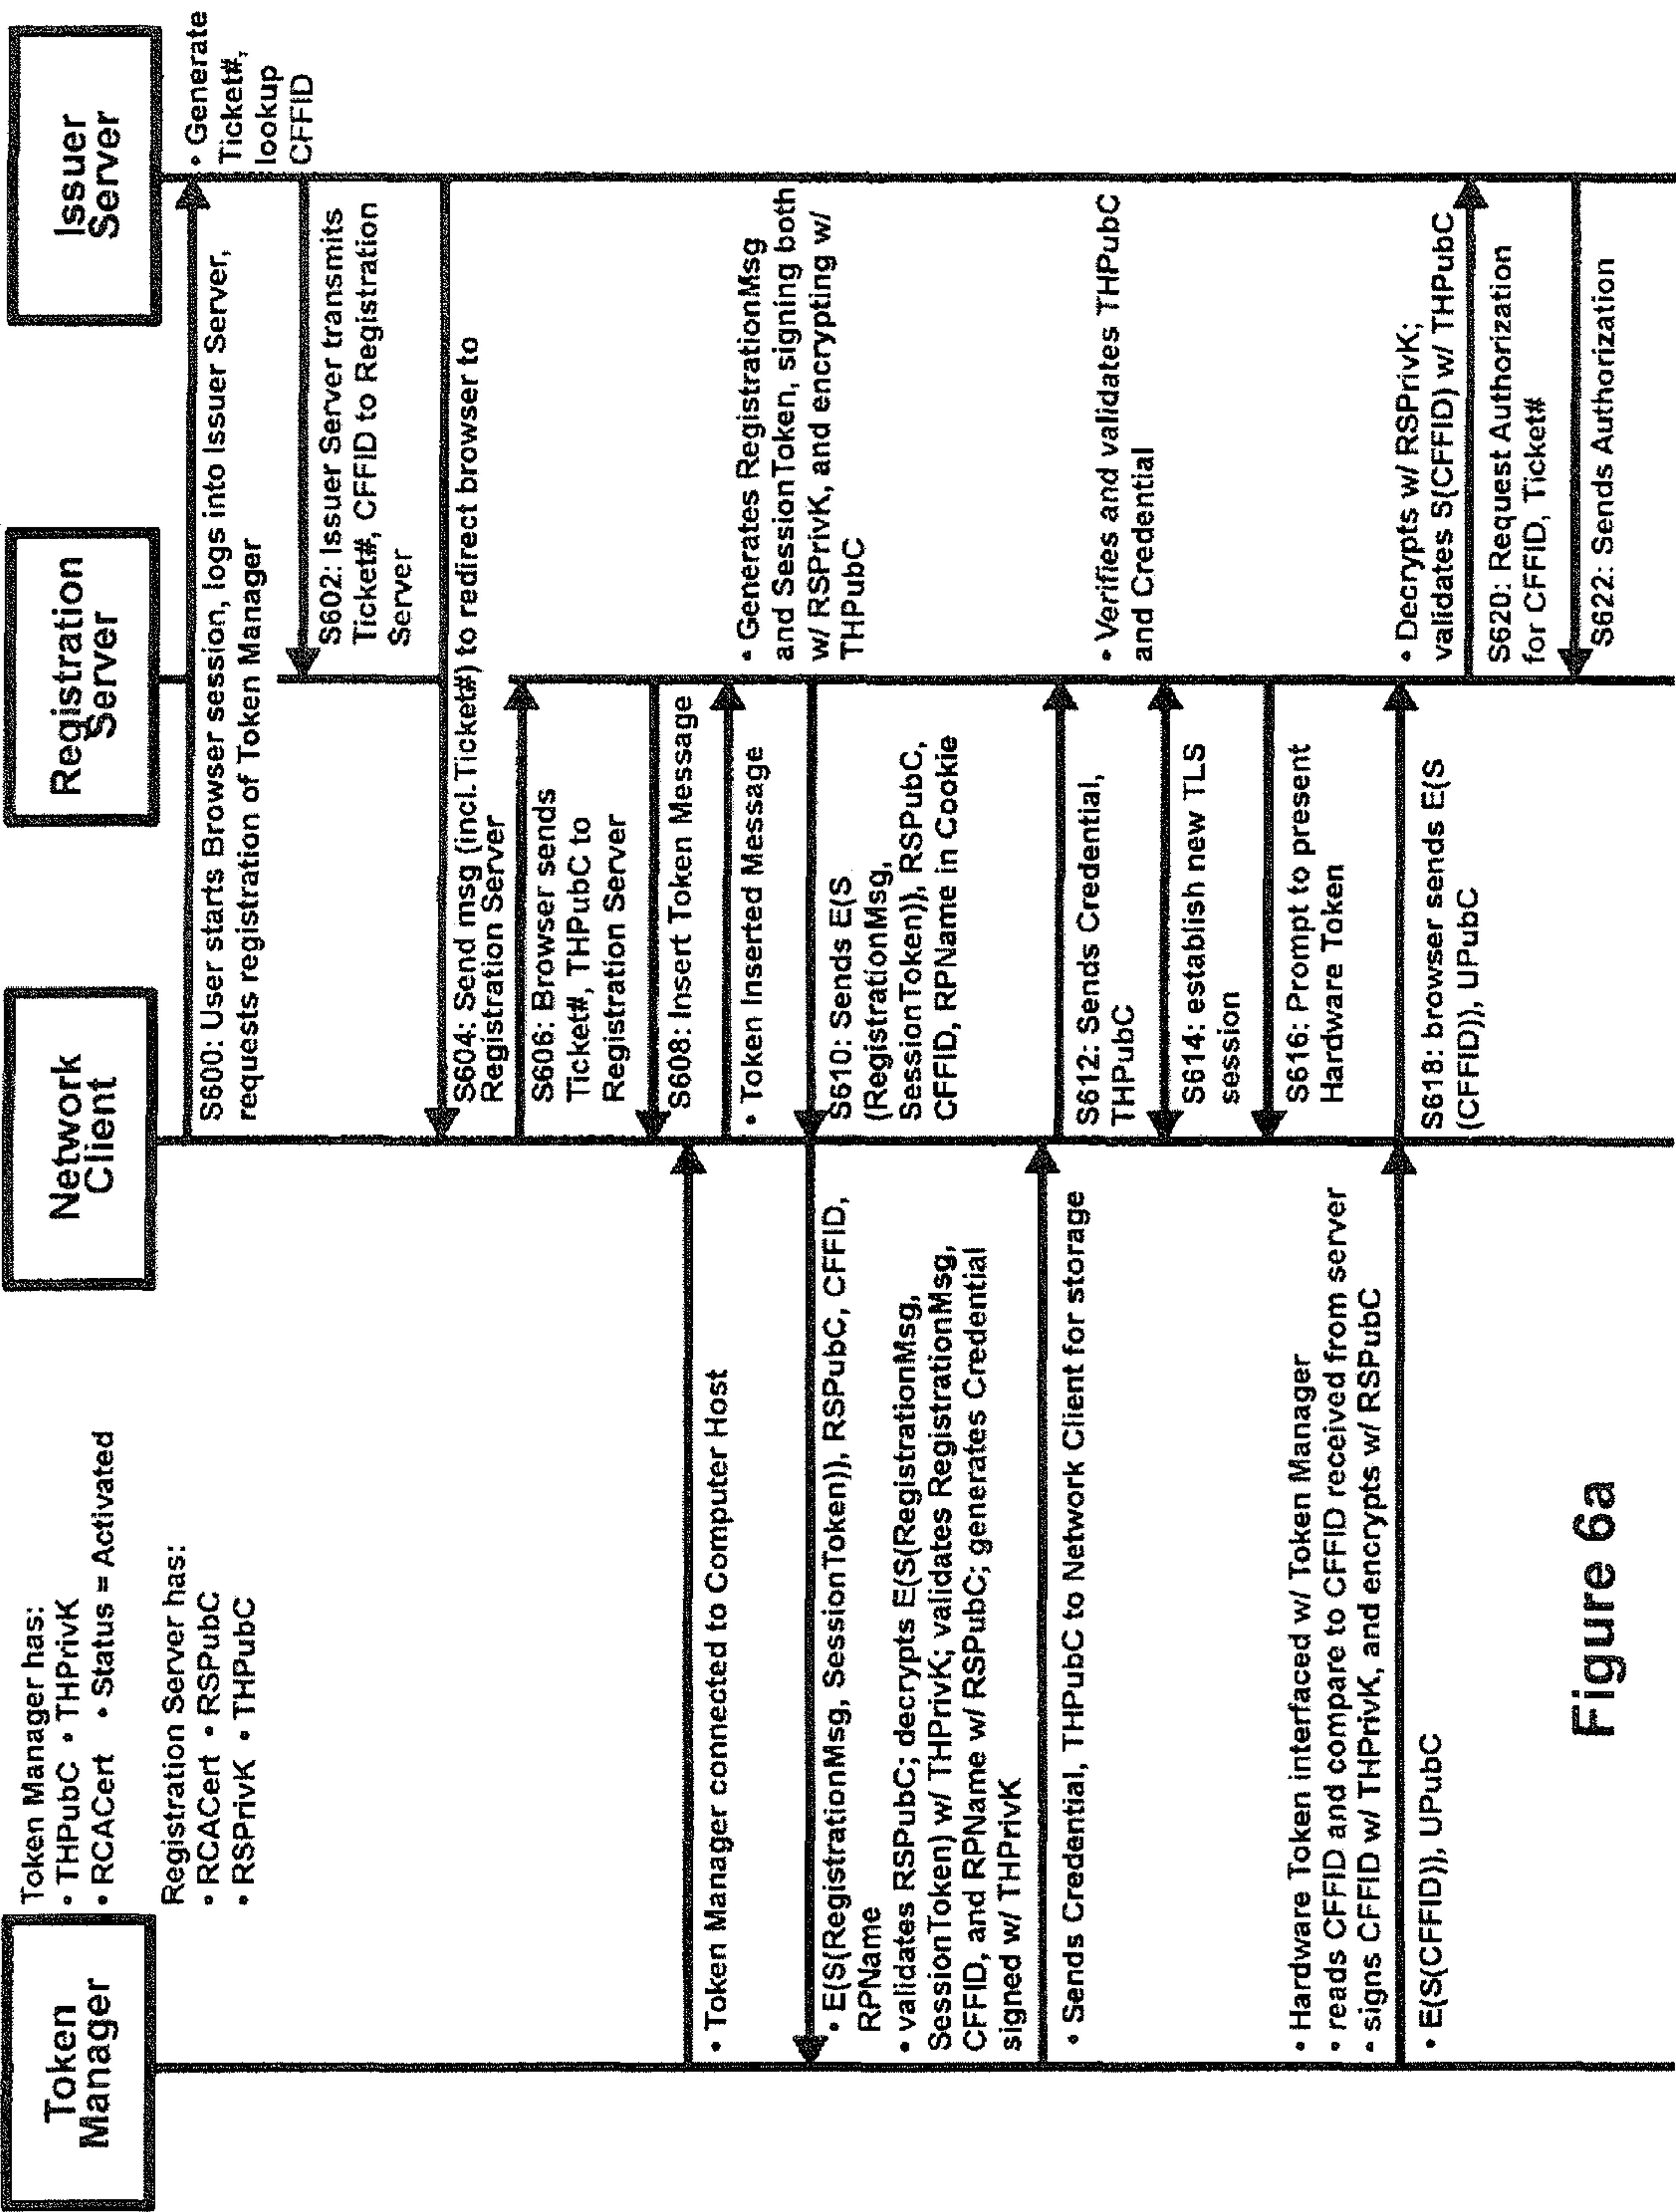 Token
Manager
Network
Client
Registration
Server
Issuer
Server
Token Manager has:
• THPubC • THPrivK
• RCACert • Status = Activated
Registration Server has:
• RCACert • RSPubC
• RSPrivK • THPubC
• Generate
Ticket#,
lookup
CFFID
S600: User starts Browser session, logs into Issuer Server,
requests registration of Token Manager
S602: Issuer Server transmits
Ticket#, CFFID to Registration
Server
S604: Send msg (incl.Ticket#) to redirect browser to
Registration Server
S606: Browser sends
Ticket#, THPubC to
Registration Server
S608: Insert Token Message
• Token Manager connected to Computer Host
• Token Inserted Message
• Generates RegistrationMsg
and SessionToken, signing both
w/ RSPrivK, and encrypting w/
THPubC
S610: Sends E(S
(RegistrationMsg,
SessionToken)), RSPubC,
CFFID, RPName in Cookie
• E(S(RegistrationMsg, SessionToken)), RSPubC, CFFID,
RPName
• validates RSPubC; decrypts E(S(RegistrationMsg,
SessionToken) w/ THPrivK; validates RegistrationMsg,
CFFID, and RPName w/ RSPubC; generates Credential
signed w/ THPrivK
• Sends Credential, THPubC to Network Client for storage
S612: Sends Credential,
THPubC
• Verifies and validates THPubC
and Credential
S614: establish new TLS
session
S616: Prompt to present
Hardware Token
• Hardware Token interfaced w/ Token Manager
• reads CFFID and compare to CFFID received from server
• signs CFFID w/ THPrivK, and encrypts w/ RSPubC
• E(S(CFFID)), UPubC
S618: browser sends E(S
(CFFID)), UPubC
• Decrypts w/ RSPrivK;
validates S(CFFID) w/ THPubC
S620: Request Authorization
for CFFID, Ticket#
S622: Sends Authorization
Figure 6a